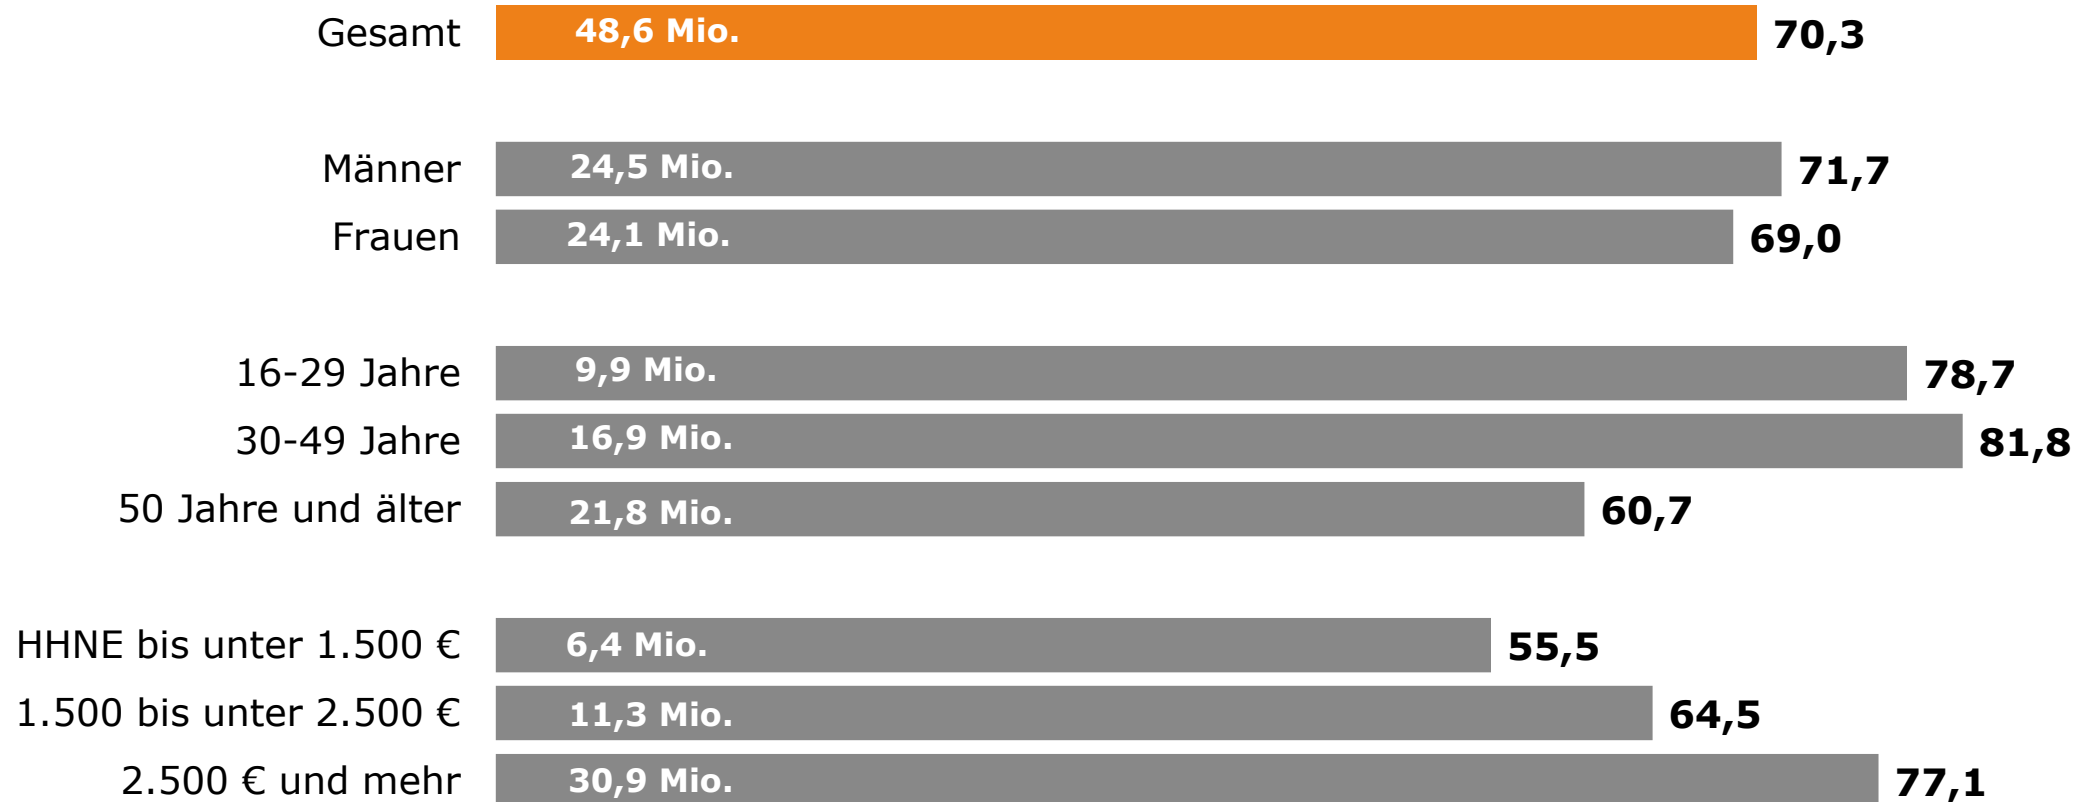 Gesamt 48,6 Mio. 70,3
Männer 24,5 Mio. 71,7
Frauen 24,1 Mio. 69,0
16-29 Jahre 9,9 Mio. 78,7
30-49 Jahre 16,9 Mio. 81,8
50 Jahre und älter 21,8 Mio. 60,7
HHNE bis unter 1.500 € 6,4 Mio. 55,5
1.500 bis unter 2.500 € 11,3 Mio. 64,5
2.500 € und mehr 30,9 Mio. 77,1